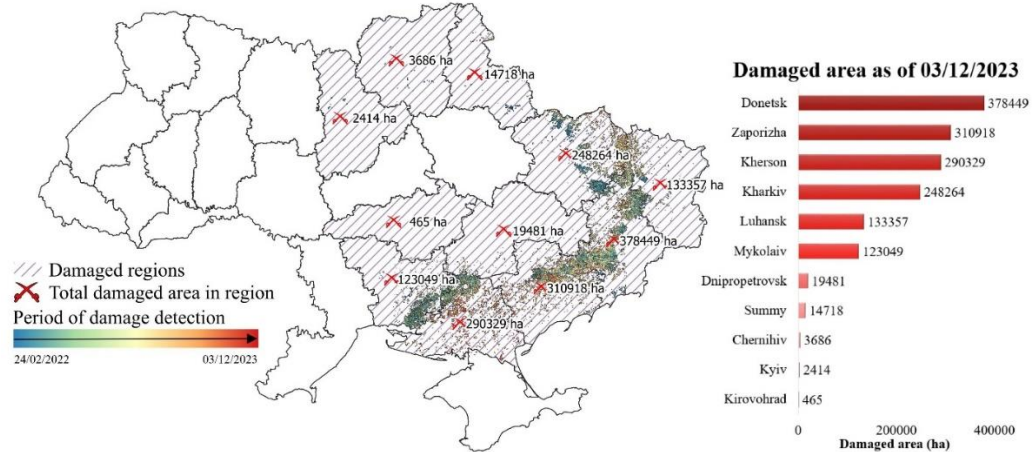 3686 ha
14718 ha
2414 ha
248264 ha
133357 ha
465 ha
19481 ha
378449 ha
123049 ha
310918 ha
290329 ha
Damaged regions
Total damaged area in region
Period of damage detection
24/02/2022 03/12/2023
Damaged area as of 03/12/2023
Donetsk 378449
Zaporizha 310918
Kherson 290329
Kharkiv 248264
Luhansk 133357
Mykolaiv 123049
Dnipropetrovsk 19481
Summy 14718
Chernihiv 3686
Kyiv 2414
Kirovohrad 465
0 200000 400000
Damaged area (ha)